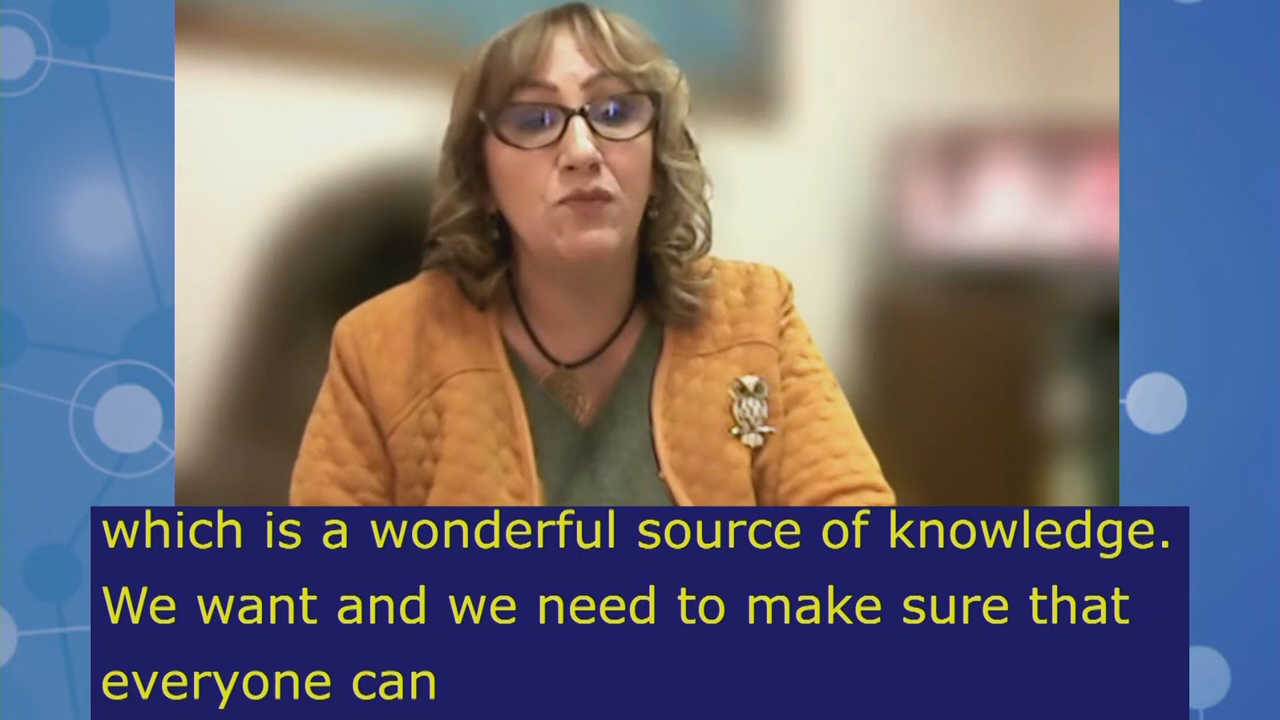 which is a wonderful source of knowledge.
We want and we need to make sure that
everyone can